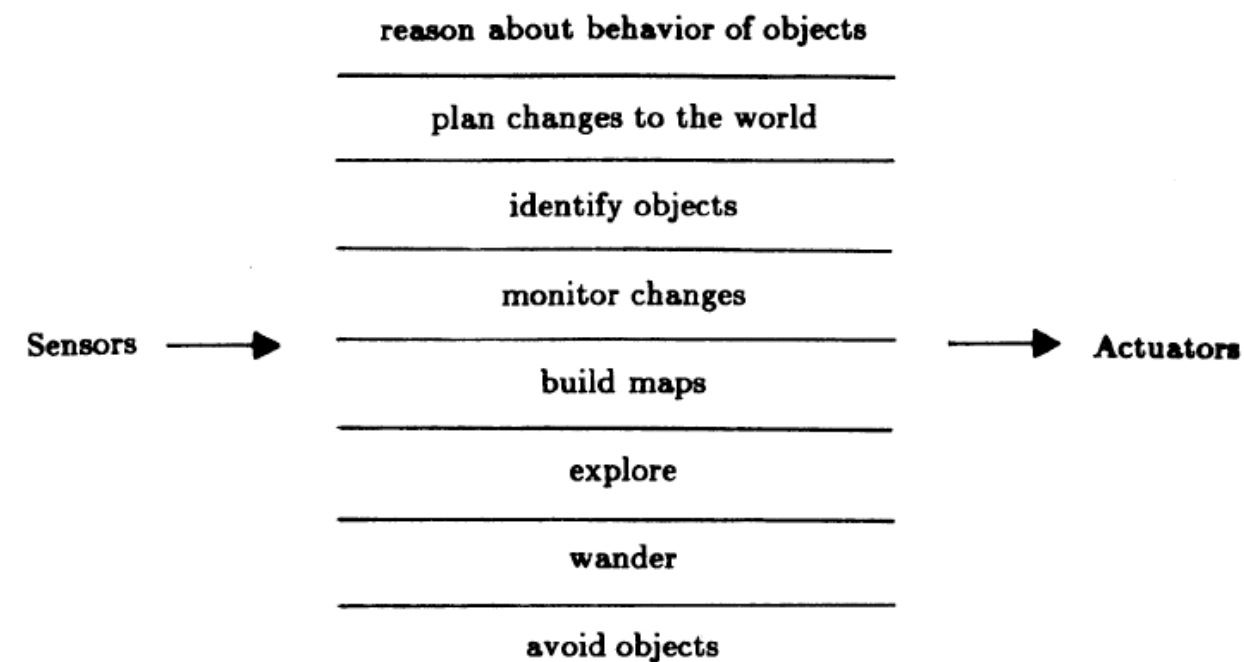 reason about behavior of objects
plan changes to the world
identify objects
monitor changes
Sensors
Actuators
build maps
explore
wander
avoid objects